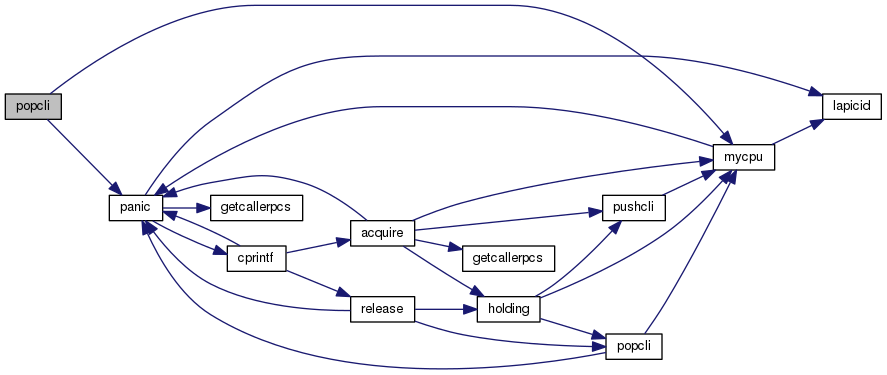 popcli
lapicid
mycpu
panic
getcallerpcs
pushcli
acquire
cprintf
getcallerpcs
release
holding
popcli